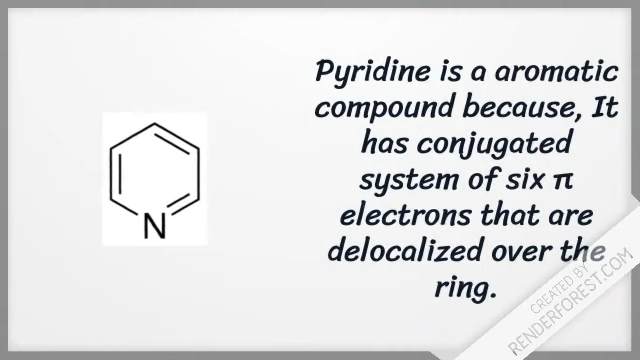 Pyridine is a aromatic
compound because, It
has conjugated
system of six π
electrons that are
delocalized over the
ring.
N
CREATED BY
RENDERFOREST.COM